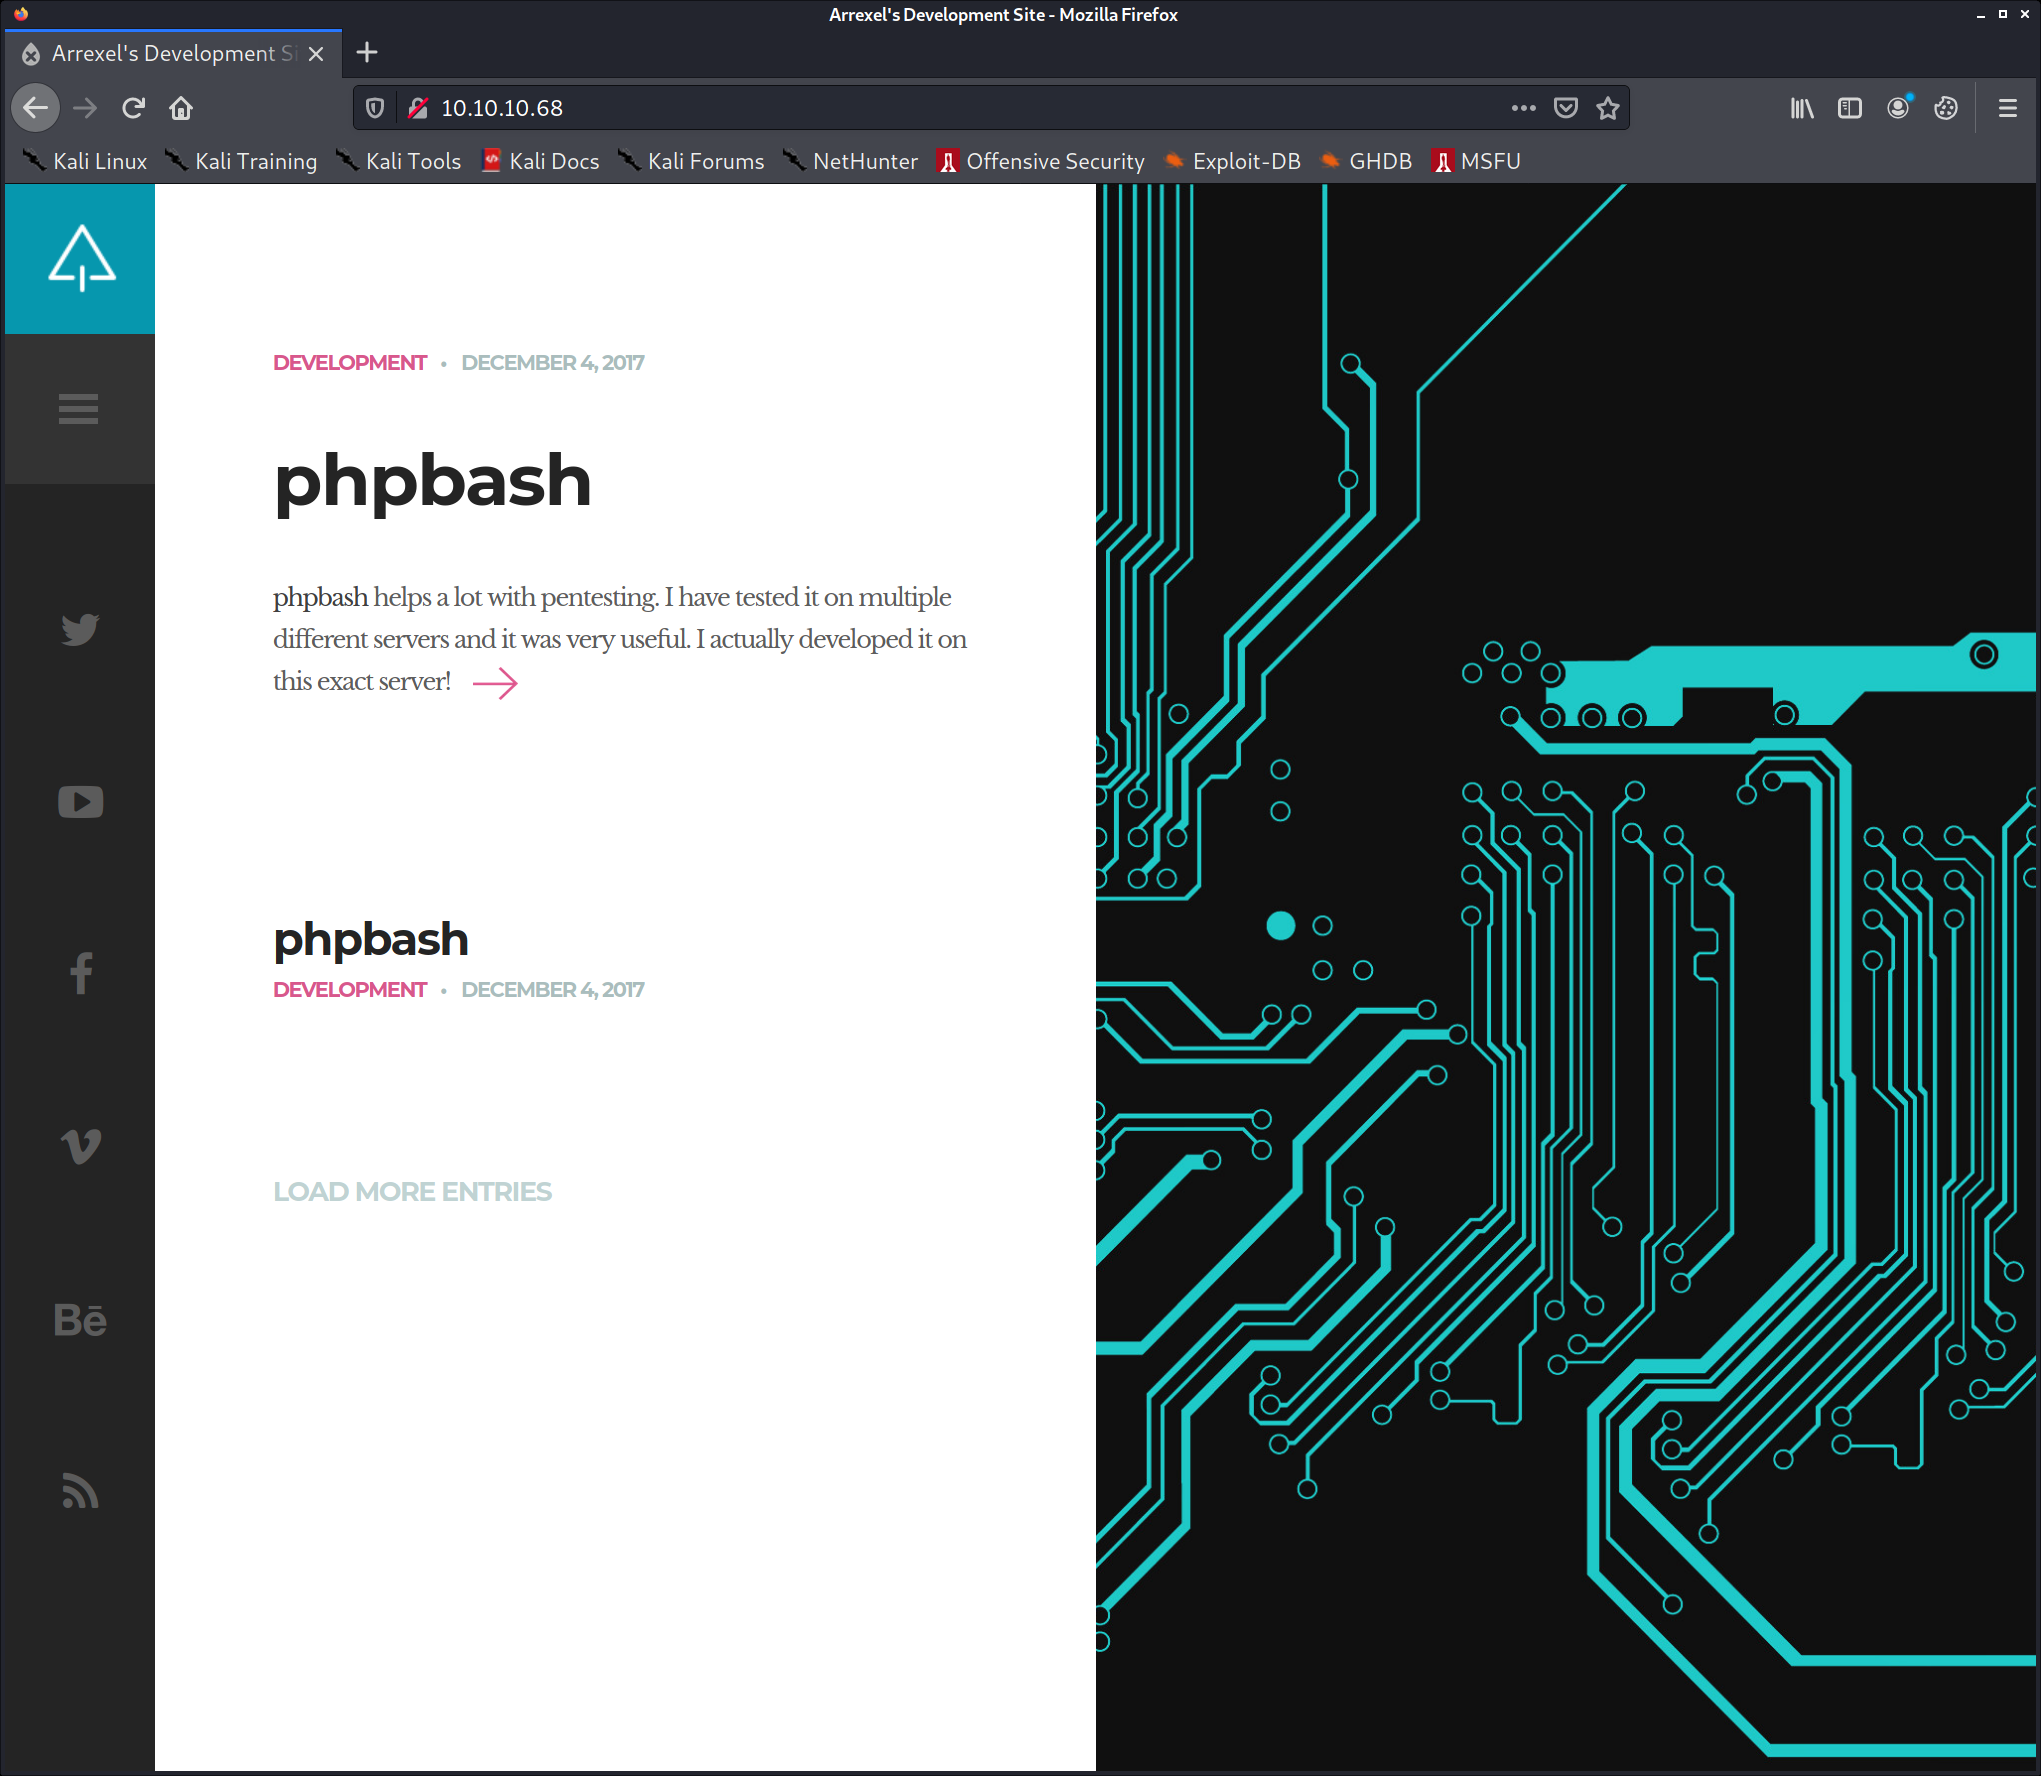 Arrexel's Development Site - Mozilla Firefox
Arrexel's Development Si
10.10.10.68
Kali Linux Kali Training Kali Tools Kali Docs Kali Forums NetHunter Offensive Security Exploit-DB GHDB MSFU
DEVELOPMENT • DECEMBER 4, 2017
phpbash
phpbash helps a lot with pentesting. I have tested it on multiple
different servers and it was very useful. I actually developed it on
this exact server!
phpbash
DEVELOPMENT • DECEMBER 4, 2017
LOAD MORE ENTRIES
Bē